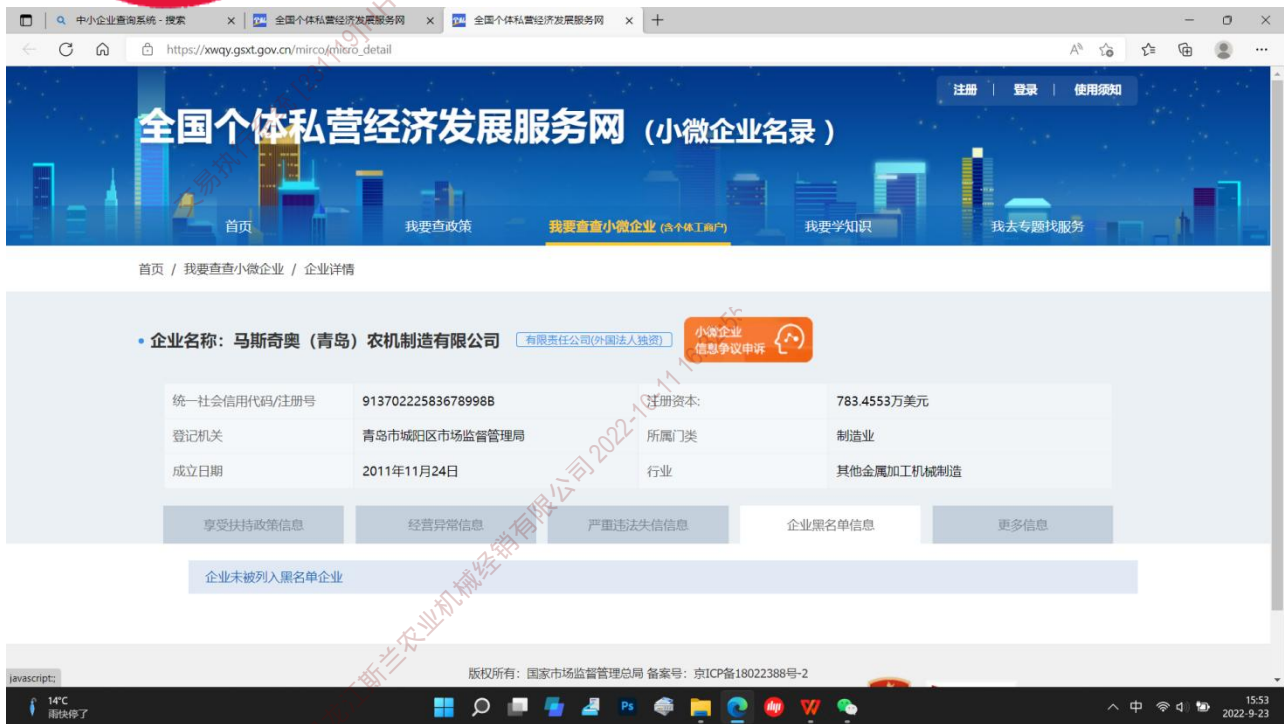 中小企业查询系统 - 搜索
全国个体私营经济发展服务网
全国个体私营经济发展服务网
https://xwqy.gsxt.gov.cn/mirco/micro_detail
注册 | 登录 | 使用须知
全国个体私营经济发展服务网（小微企业名录）
首页 我要查政策 我要查查小微企业 (含个体工商户) 我要学知识 我去专题找服务
首页 / 我要查查小微企业 / 企业详情
企业名称：马斯奇奥（青岛）农机制造有限公司 有限责任公司(外国法人独资) 小微企业
信息争议申诉
统一社会信用代码/注册号 91370222583678998B 注册资本: 783.4553万美元
登记机关 青岛市城阳区市场监督管理局 所属门类 制造业
成立日期 2011年11月24日 行业 其他金属加工机械制造
享受扶持政策信息 经营异常信息 严重违法失信信息 企业黑名单信息 更多信息
企业未被列入黑名单企业
版权所有：国家市场监督管理总局 备案号：京ICP备18022388号-2
javascript:;
14°C
雨快停了
Ps
中
15:53
2022-9-23